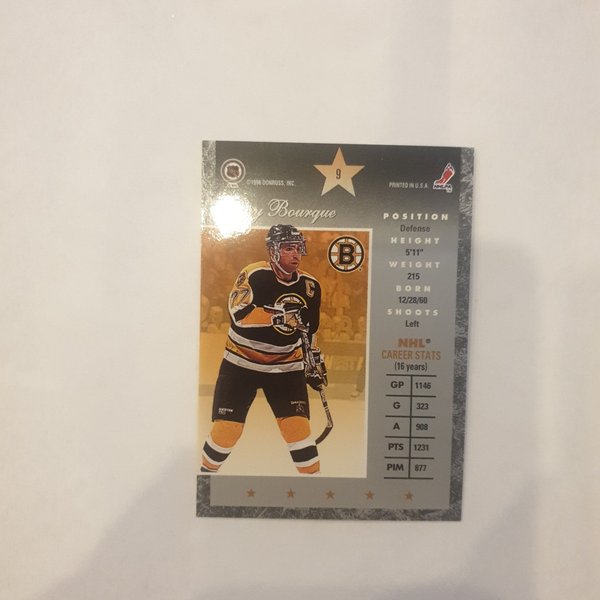 9
©1996 DONRUSS, INC.
PRINTED IN U.S.A.
Bourque
POSITION
Defense
HEIGHT
5'11"
WEIGHT
215
BORN
12/28/60
SHOOTS
Left
NHL®
CAREER STATS
(16 years)
GP 1146
G 323
A 908
PTS 1231
PIM 877
B
C
77